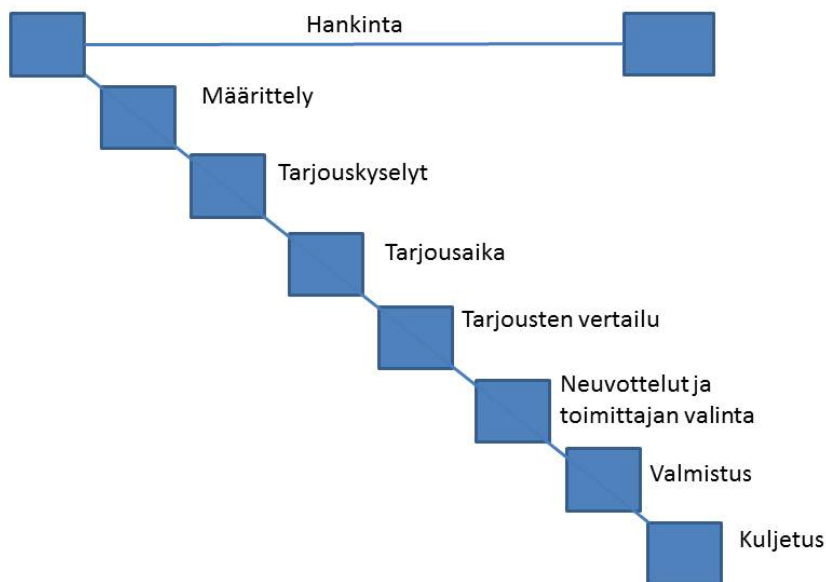 Hankinta
Määrittely
Tarjouskyselyt
Tarjousaika
Tarjousten vertailu
Neuvottelut ja
toimittajan valinta
Valmistus
Kuljetus